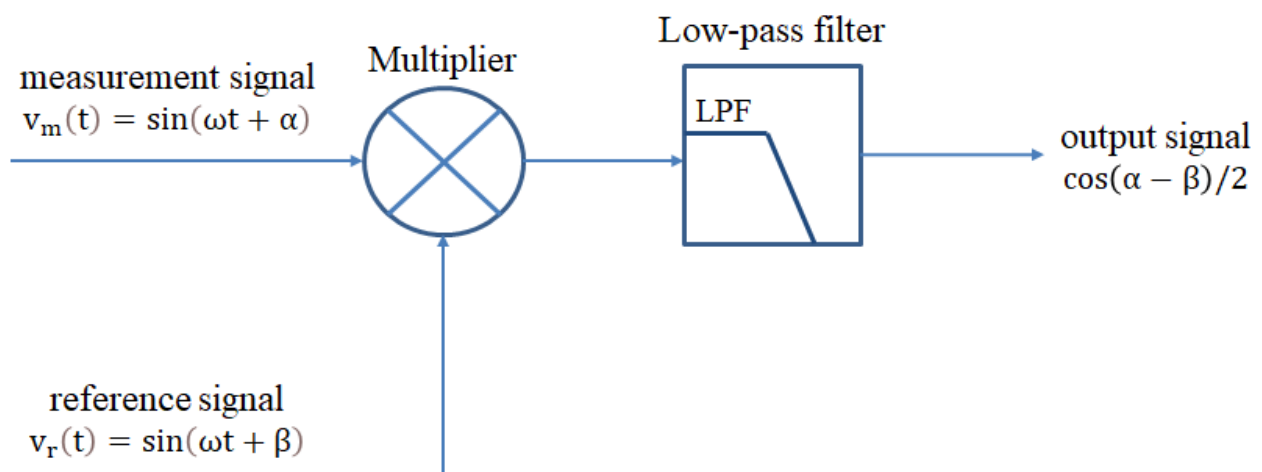 measurement signal
vₘ(t) = sin(ωt + α)
Multiplier
Low-pass filter
LPF
output signal
cos(α − β)/2
reference signal
vᵣ(t) = sin(ωt + β)